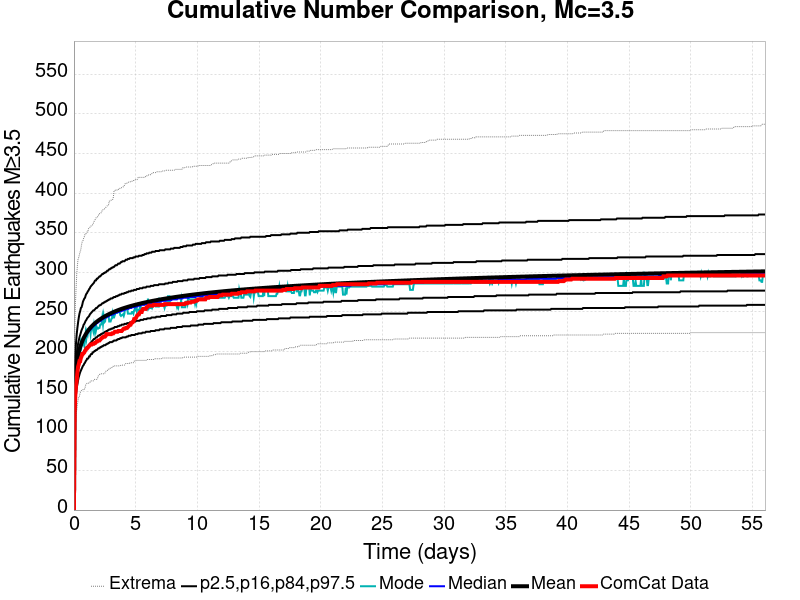 Cumulative Number Comparison, Mc=3.5
Cumulative Num Earthquakes M≥3.5
550
500
450
400
350
300
250
200
150
100
50
0
0 5 10 15 20 25 30 35 40 45 50 55
Time (days)
Extrema p2.5,p16,p84,p97.5 Mode Median Mean ComCat Data